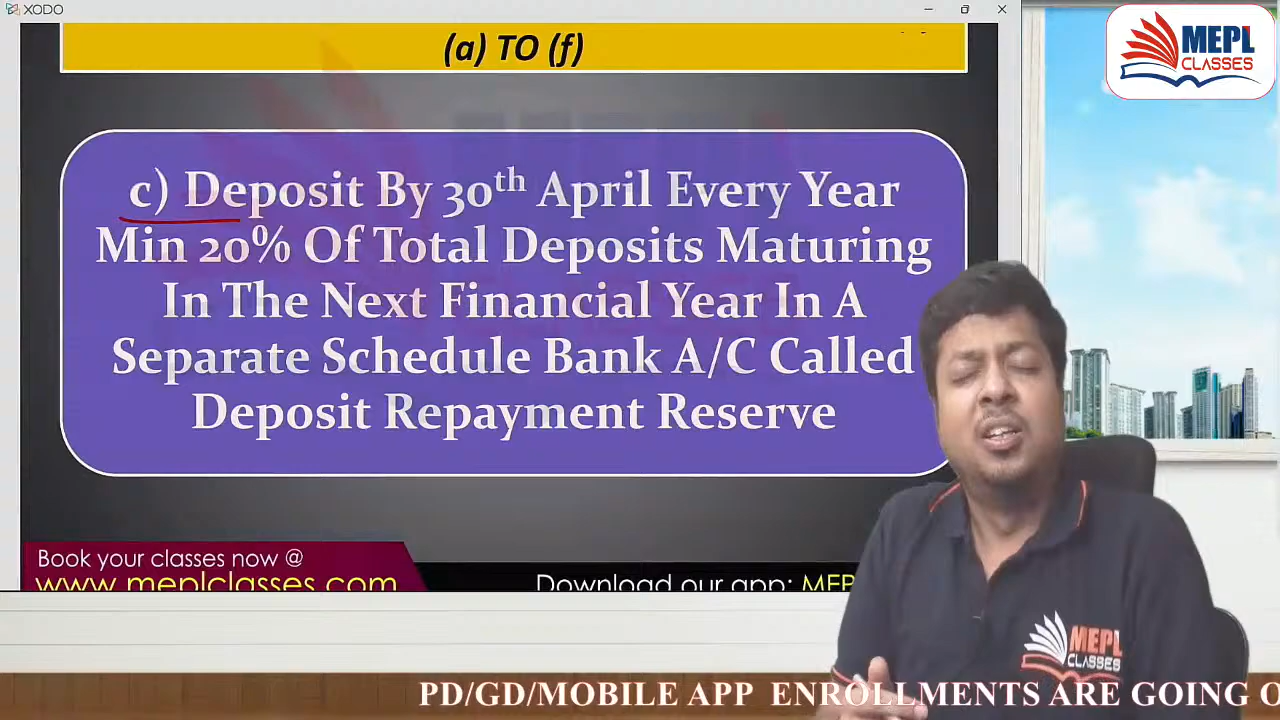 XODO
MEPL
CLASSES
(a) TO (f)
c) Deposit By 30th April Every Year
Min 20% Of Total Deposits Maturing
In The Next Financial Year In A
Separate Schedule Bank A/C Called
Deposit Repayment Reserve
Book your classes now @
www.meplclasses.com
Download our app: MEP
MEPL
CLASSES
PD/GD/MOBILE APP ENROLLMENTS ARE GOING O